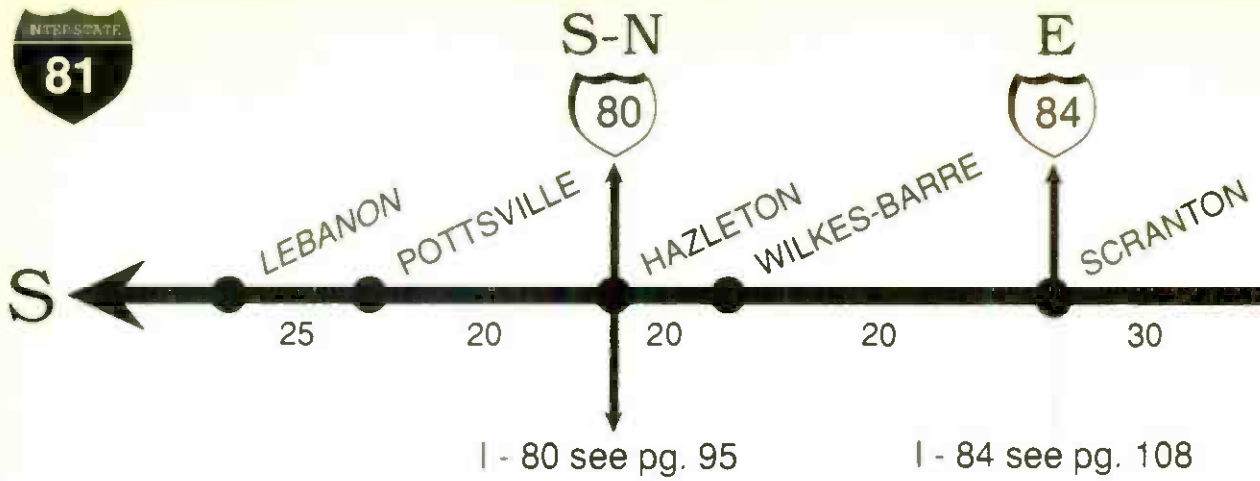 INTERSTATE
81
S-N
E
80
84
LEBANON
POTTSVILLE
HAZLETON
WILKES-BARRE
SCRANTON
S
25
20
20
20
30
I - 80 see pg. 95
I - 84 see pg. 108